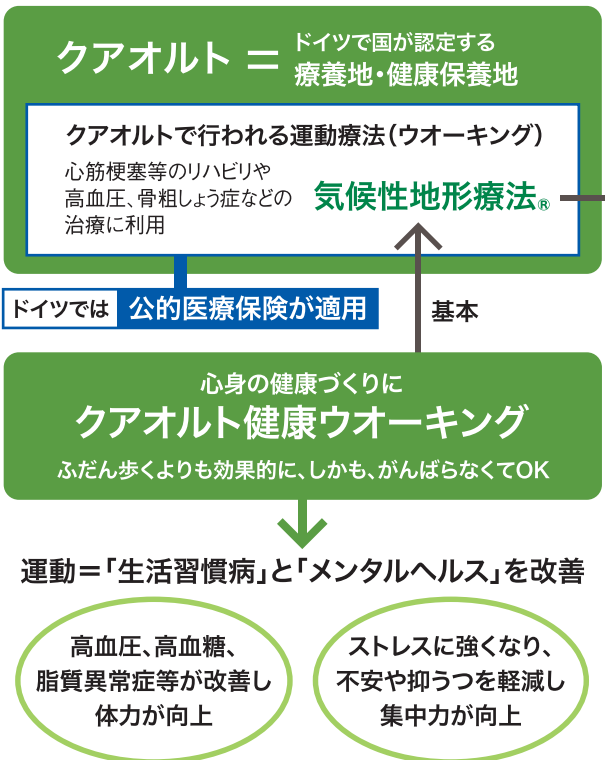 クアオルト＝ドイツで国が認定する
療養地・健康保養地
クアオルトで行われる運動療法（ウオーキング）
心筋梗塞等のリハビリや
高血圧、骨粗しょう症などの
治療に利用
気候性地形療法®
ドイツでは 公的医療保険が適用
基本
心身の健康づくりに
クアオルト健康ウオーキング
ふだん歩くよりも効果的に、しかも、がんばらなくてOK
運動＝「生活習慣病」と「メンタルヘルス」を改善
高血圧、高血糖、
脂質異常症等が改善し
体力が向上
ストレスに強くなり、
不安や抑うつを軽減し
集中力が向上